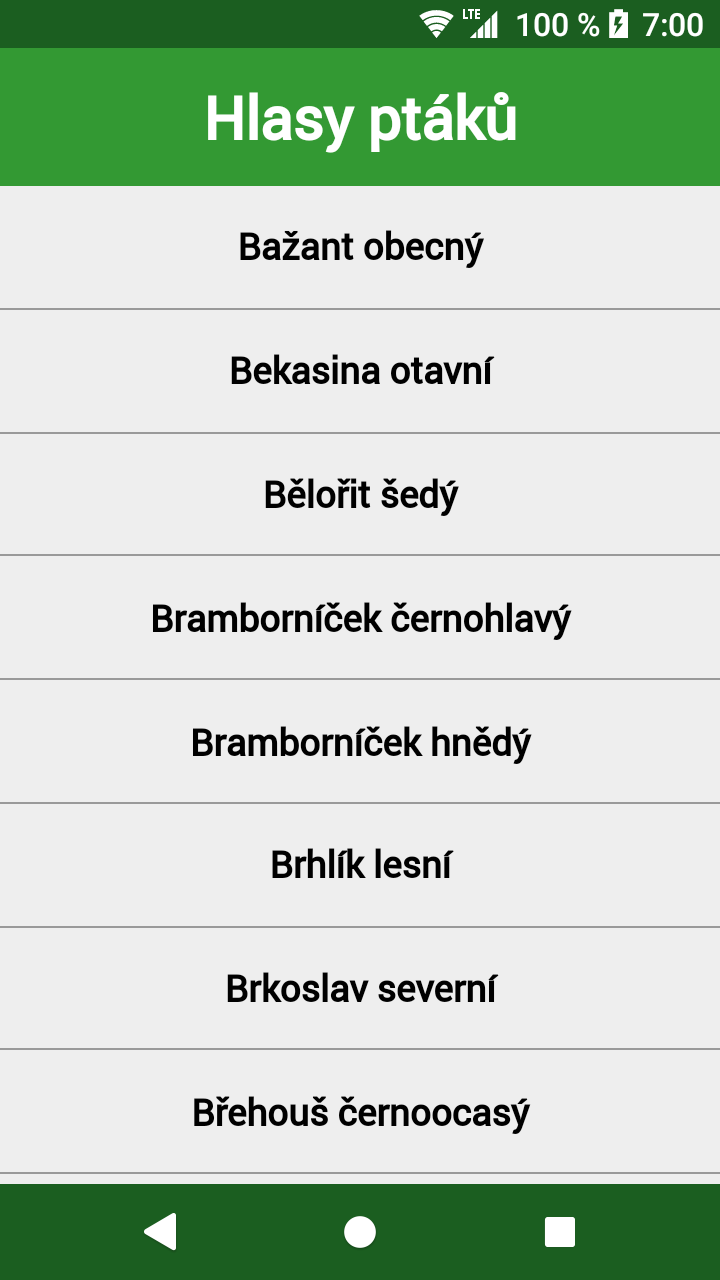 LTE 100 % 7:00
Hlasy ptáků
Bažant obecný
Bekasina otavní
Bělořit šedý
Bramborníček černohlavý
Bramborníček hnědý
Brhlík lesní
Brkoslav severní
Břehouš černoocasý